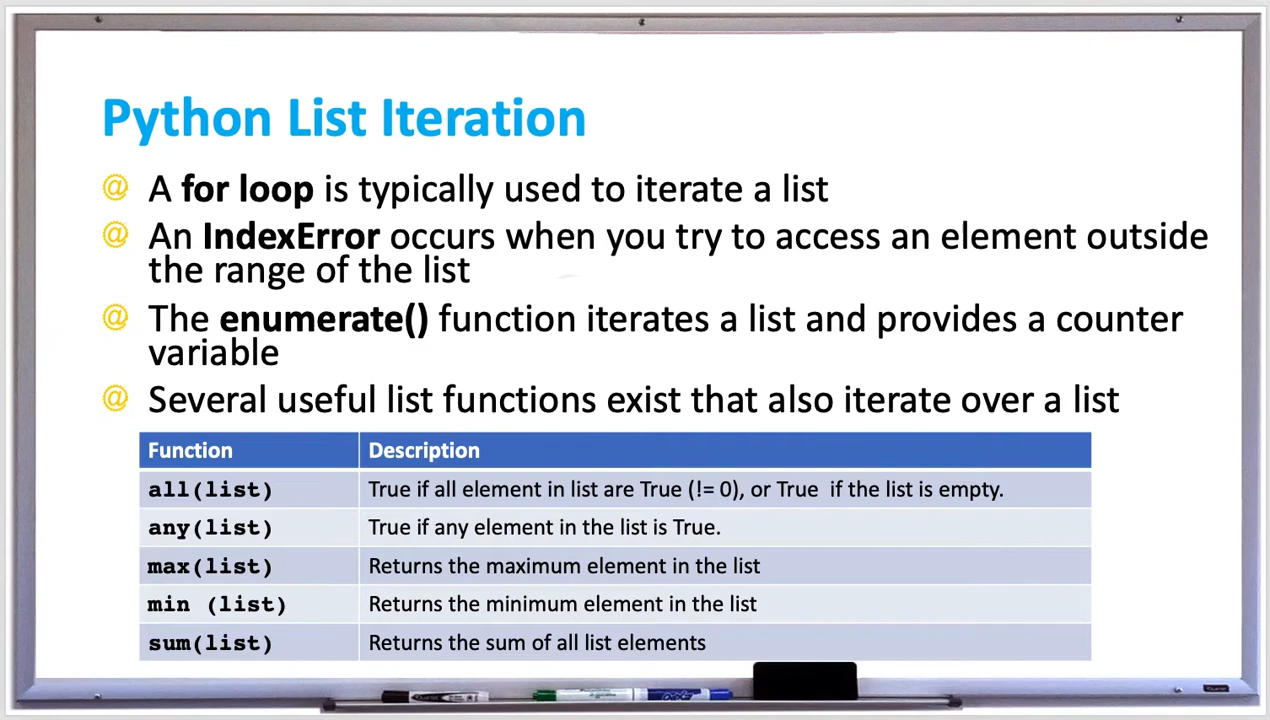 Python List Iteration
@ A for loop is typically used to iterate a list
@ An IndexError occurs when you try to access an element outside
the range of the list
@ The enumerate() function iterates a list and provides a counter
variable
@ Several useful list functions exist that also iterate over a list
Function Description
all(list) True if all element in list are True (!= 0), or True if the list is empty.
any(list) True if any element in the list is True.
max(list) Returns the maximum element in the list
min (list) Returns the minimum element in the list
sum(list) Returns the sum of all list elements